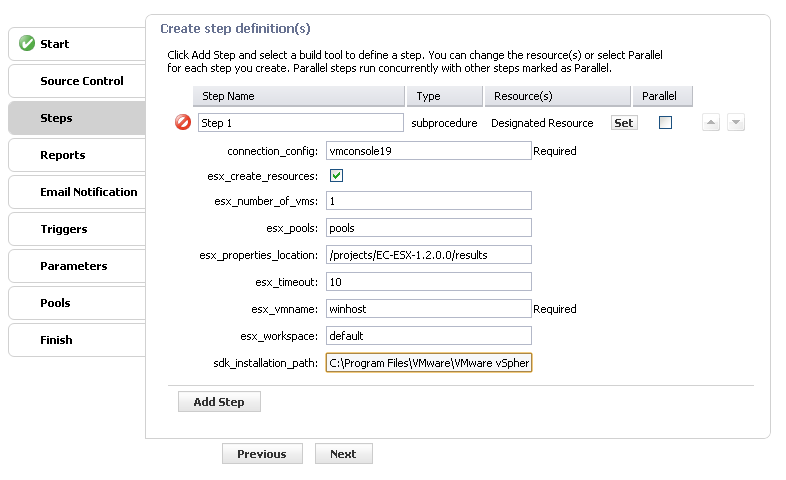 Start
Source Control
Steps
Reports
Email Notification
Triggers
Parameters
Pools
Finish
Create step definition(s)
Click Add Step and select a build tool to define a step. You can change the resource(s) or select Parallel
for each step you create. Parallel steps run concurrently with other steps marked as Parallel.
Step Name Type Resource(s) Parallel
Step 1 subprocedure Designated Resource Set
connection_config: vmconsole19 Required
esx_create_resources:
esx_number_of_vms: 1
esx_pools: pools
esx_properties_location: /projects/EC-ESX-1.2.0.0/results
esx_timeout: 10
esx_vmname: winhost Required
esx_workspace: default
sdk_installation_path: C:\Program Files\VMware\VMware vSpher
Add Step
Previous Next